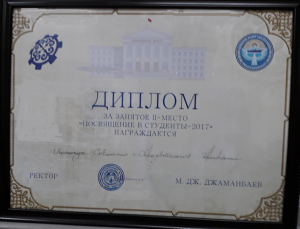 ДИПЛОМ
ЗА ЗАНЯТОЕ II-МЕСТО
«ПОСВЯЩЕНИЕ В СТУДЕНТЫ-2017»
НАГРАЖДАЕТСЯ
РЕКТОР М. ДЖ. ДЖАМАНБАЕВ